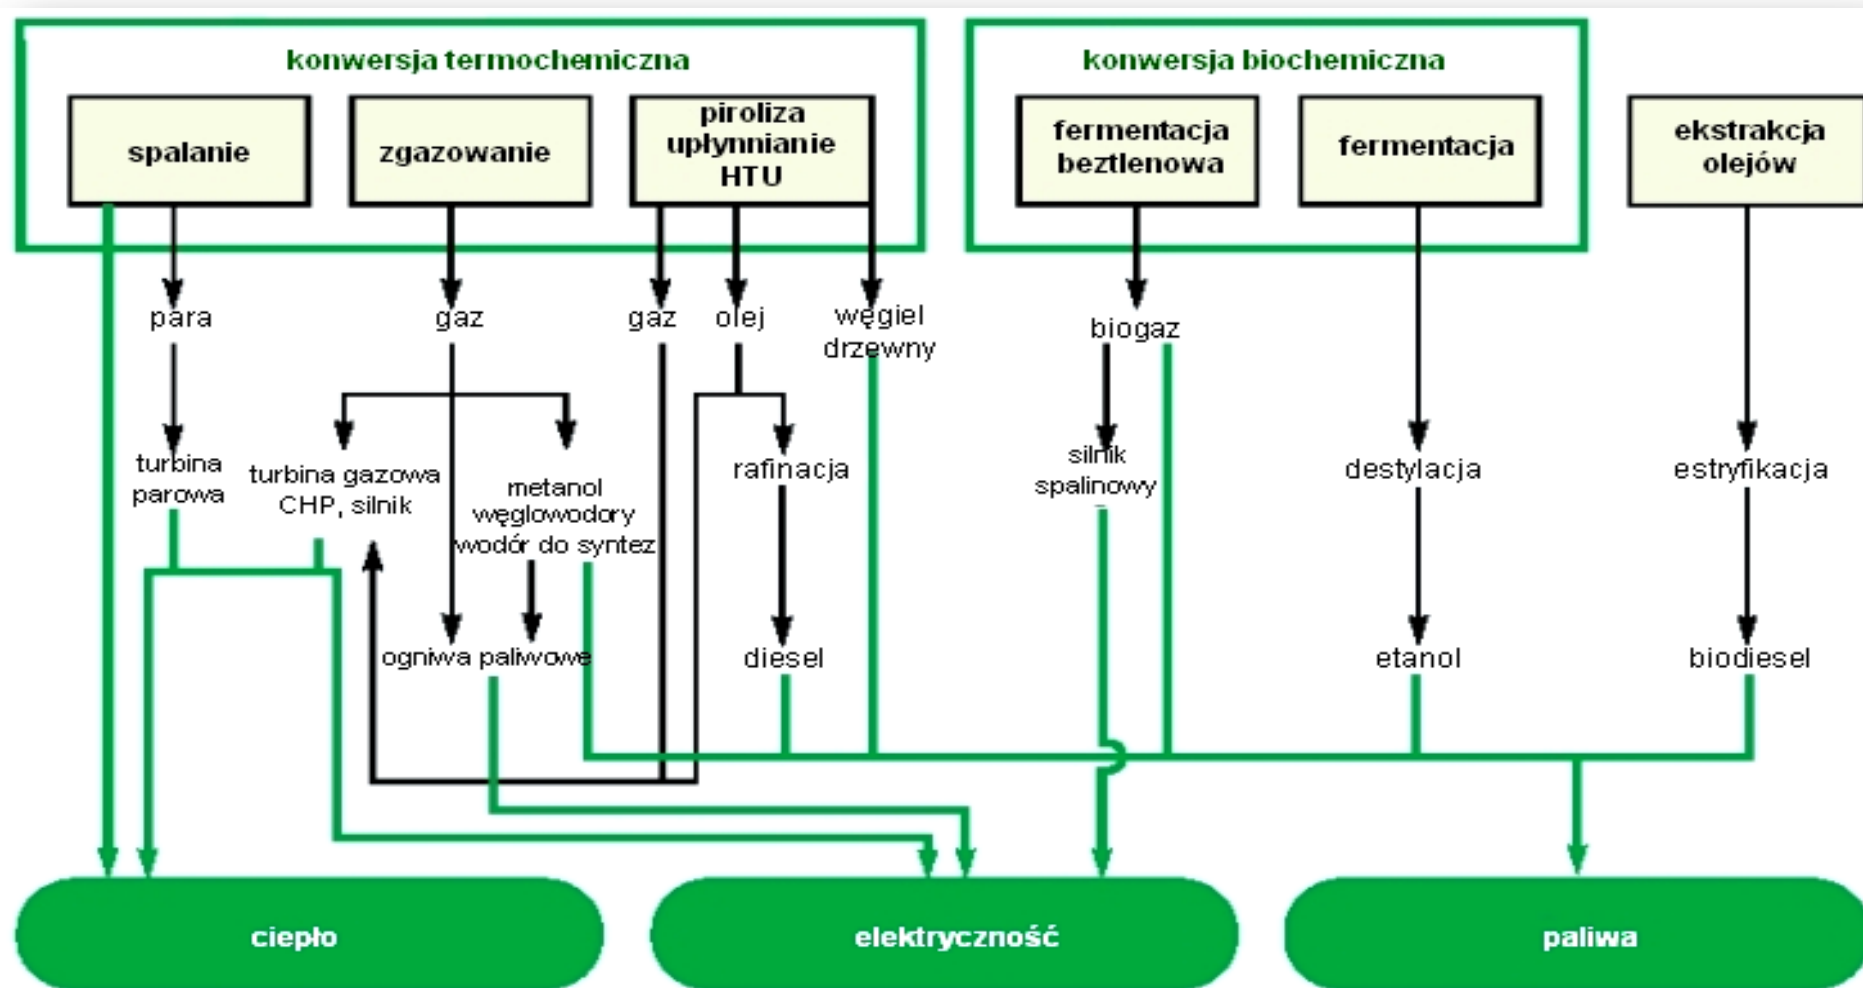 konwersja termochemiczna
konwersja biochemiczna
spalanie
zgazowanie
piroliza
upłynnianie
HTU
fermentacja
beztlenowa
fermentacja
ekstrakcja
olejów
para
gaz
gaz
olej
węgiel
drzewny
biogaz
turbina
parowa
turbina gazowa
CHP, silnik
metanol
węglowodory
wodór do syntez
rafinacja
silnik
spalinowy
destylacja
estryfikacja
ogniwa paliwowe
diesel
etanol
biodiesel
ciepło
elektryczność
paliwa